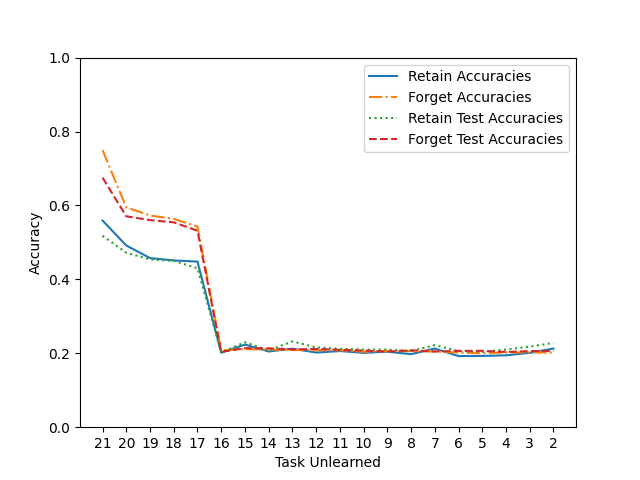 1.0
0.8
0.6
0.4
0.2
0.0
Accuracy
Retain Accuracies
Forget Accuracies
Retain Test Accuracies
Forget Test Accuracies
21 20 19 18 17 16 15 14 13 12 11 10 9 8 7 6 5 4 3 2
Task Unlearned